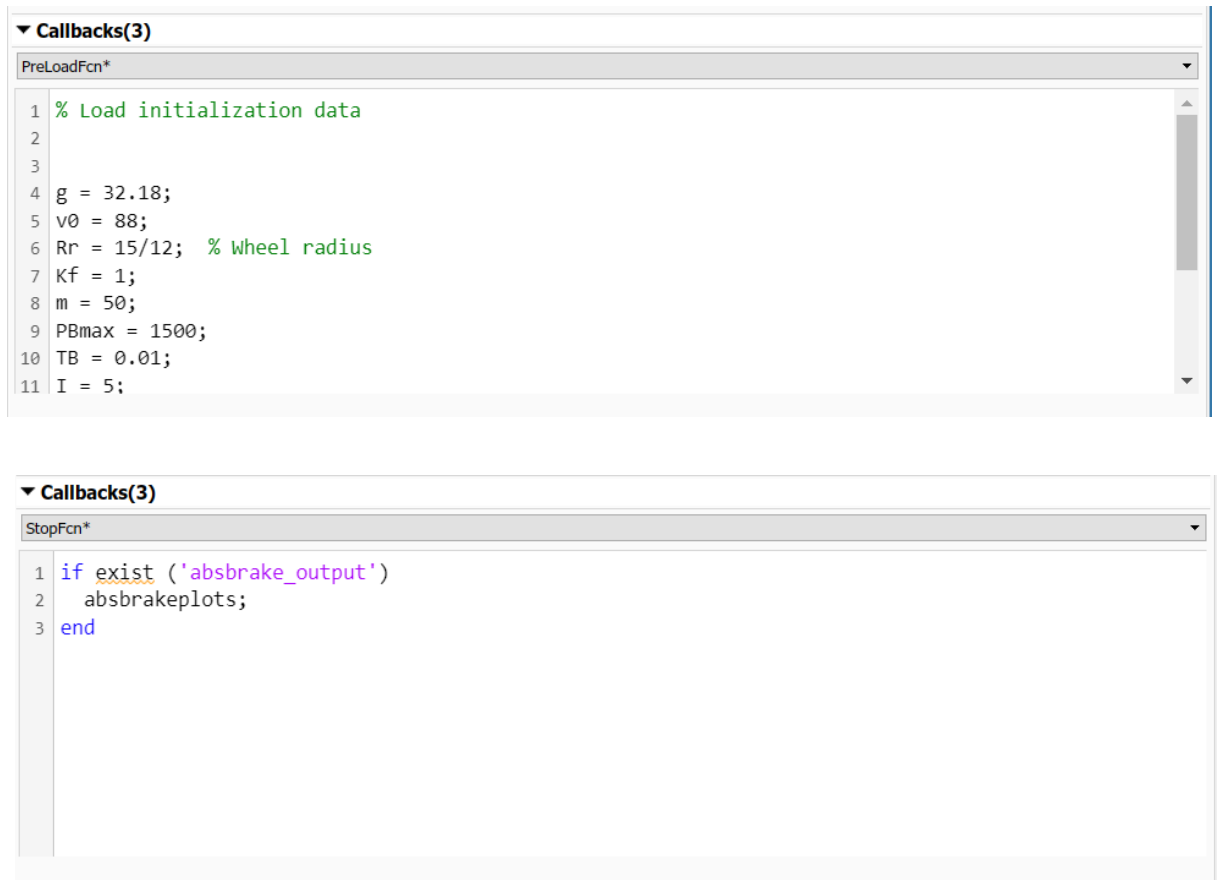 Callbacks(3)
PreLoadFcn*
1 % Load initialization data
2
3
4 g = 32.18;
5 v0 = 88;
6 Rr = 15/12;  % Wheel radius
7 Kf = 1;
8 m = 50;
9 PBmax = 1500;
10 TB = 0.01;
11 I = 5;
Callbacks(3)
StopFcn*
1 if exist ('absbrake_output')
2   absbrakeplots;
3 end